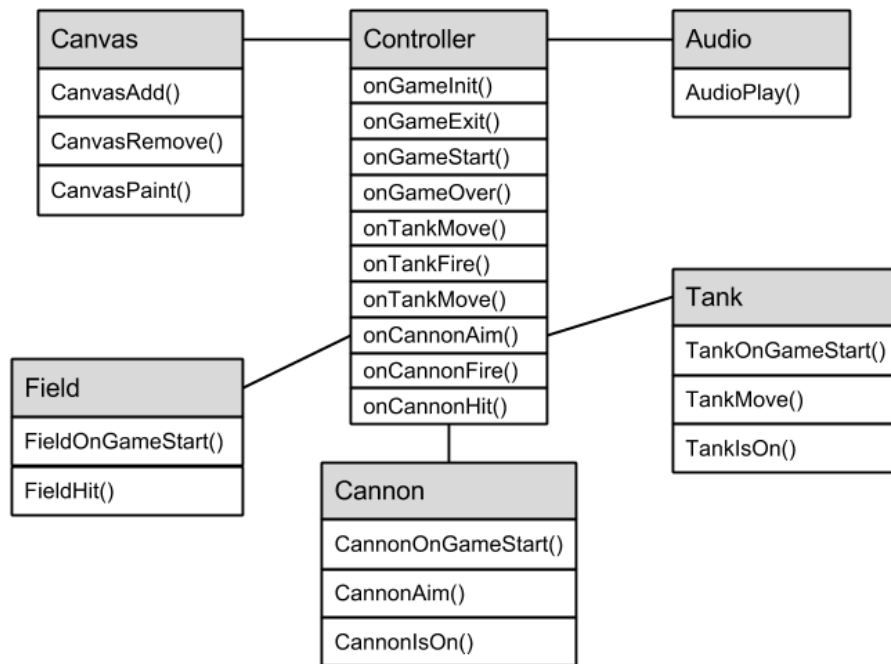 Canvas
CanvasAdd()
CanvasRemove()
CanvasPaint()
Controller
onGameInit()
onGameExit()
onGameStart()
onGameOver()
onTankMove()
onTankFire()
onTankMove()
onCannonAim()
onCannonFire()
onCannonHit()
Audio
AudioPlay()
Tank
TankOnGameStart()
TankMove()
TankIsOn()
Field
FieldOnGameStart()
FieldHit()
Cannon
CannonOnGameStart()
CannonAim()
CannonIsOn()